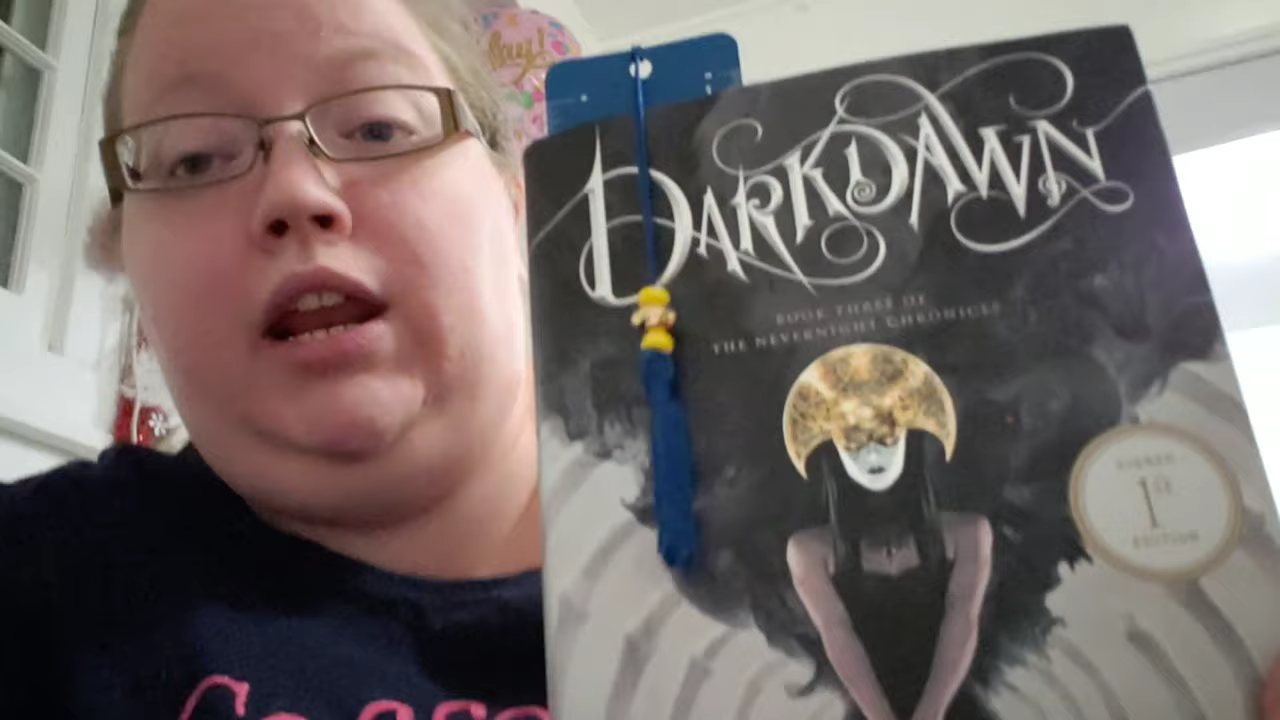 DARKDAWN
BOOK THREE OF
THE NEVERNIGHT CHRONICLE
SIGNED
1ST
EDITION